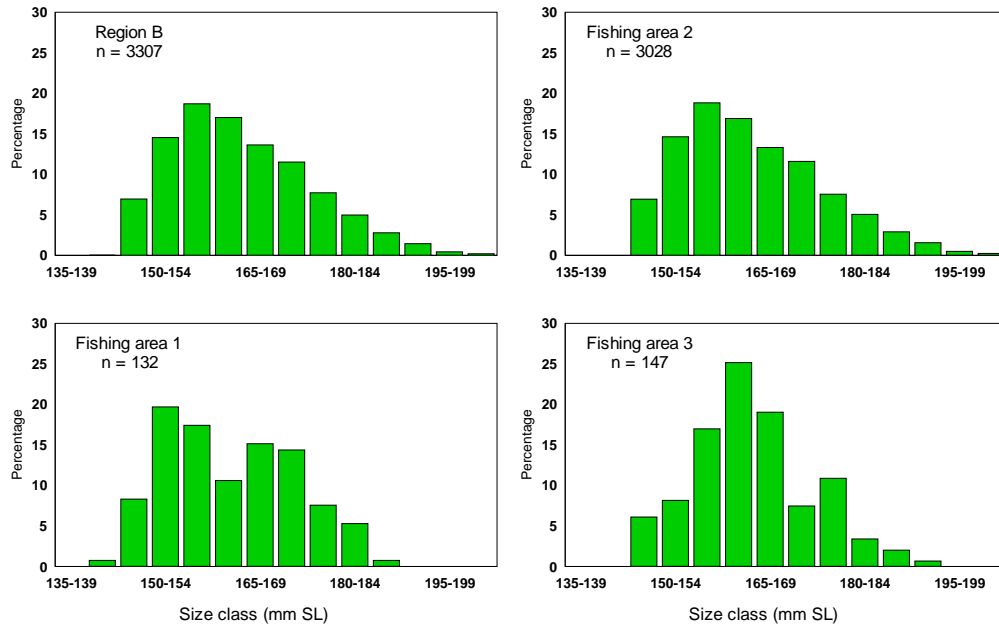 Region B
n = 3307
Percentage
30
25
20
15
10
5
0
135-139 150-154 165-169 180-184 195-199
Fishing area 2
n = 3028
Percentage
30
25
20
15
10
5
0
135-139 150-154 165-169 180-184 195-199
Fishing area 1
n = 132
Percentage
30
25
20
15
10
5
0
135-139 150-154 165-169 180-184 195-199
Size class (mm SL)
Fishing area 3
n = 147
Percentage
30
25
20
15
10
5
0
135-139 150-154 165-169 180-184 195-199
Size class (mm SL)